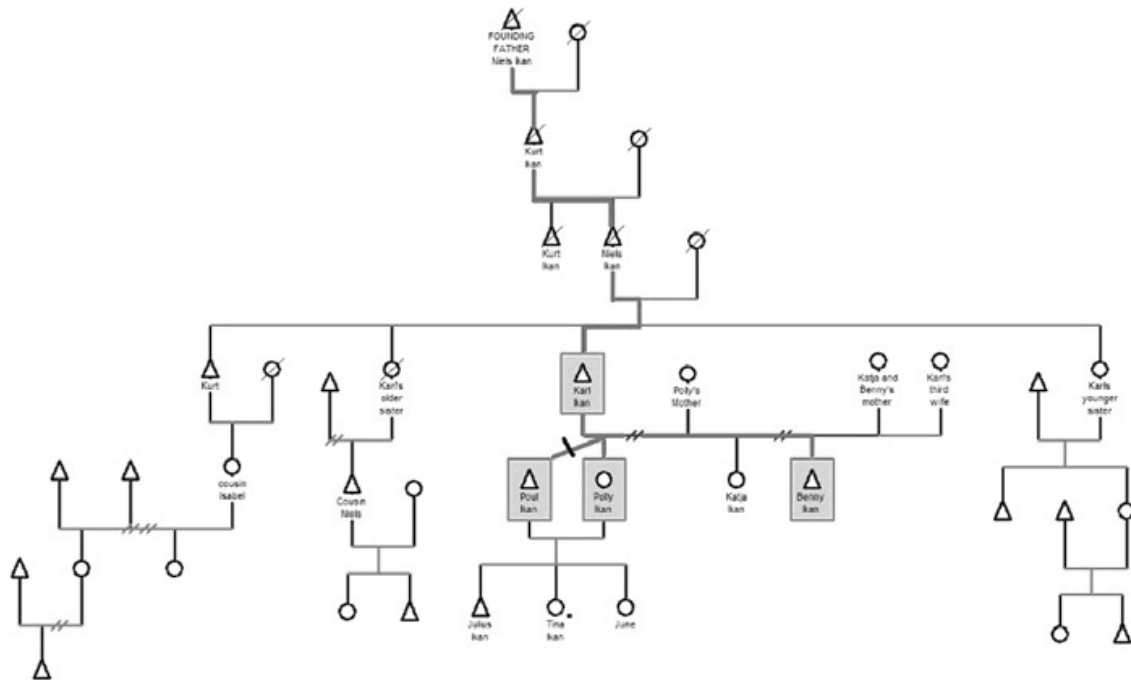 FOUNDING
FATHER
Niels Ikan
Kurt
Ikan
Kurt
Ikan
Niels
Ikan
Kurt
Karl's
older
sister
Karl
Ikan
Polly's
Mother
Katja and
Benny's
mother
Karl's
third
wife
Karls
younger
sister
cousin
Isabel
Cousin
Niels
Poul
Ikan
Polly
Ikan
Katja
Ikan
Benny
Ikan
Julius
Ikan
Tina
Ikan
June